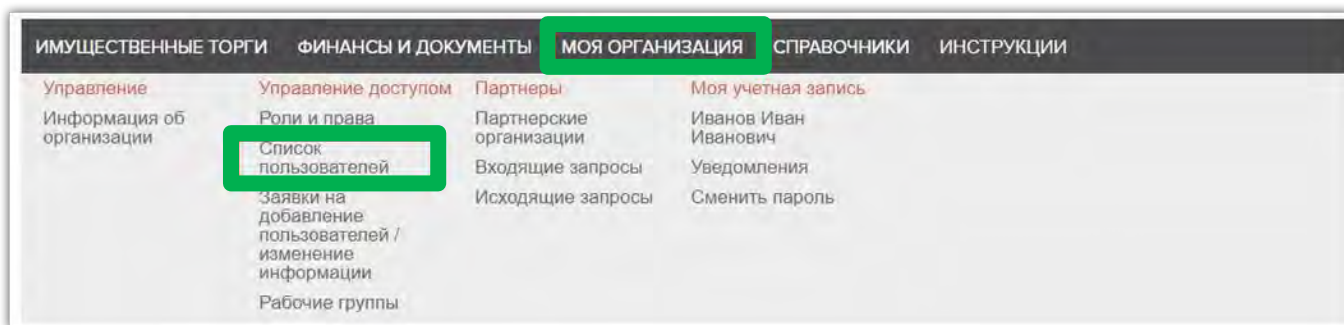 ИМУЩЕСТВЕННЫЕ ТОРГИ ФИНАНСЫ И ДОКУМЕНТЫ МОЯ ОРГАНИЗАЦИЯ СПРАВОЧНИКИ ИНСТРУКЦИИ
Управление
Информация об
организации
Управление доступом
Роли и права
Список
пользователей
Заявки на
добавление
пользователей /
изменение
информации
Рабочие группы
Партнеры
Партнерские
организации
Входящие запросы
Исходящие запросы
Моя учетная запись
Иванов Иван
Иванович
Уведомления
Сменить пароль